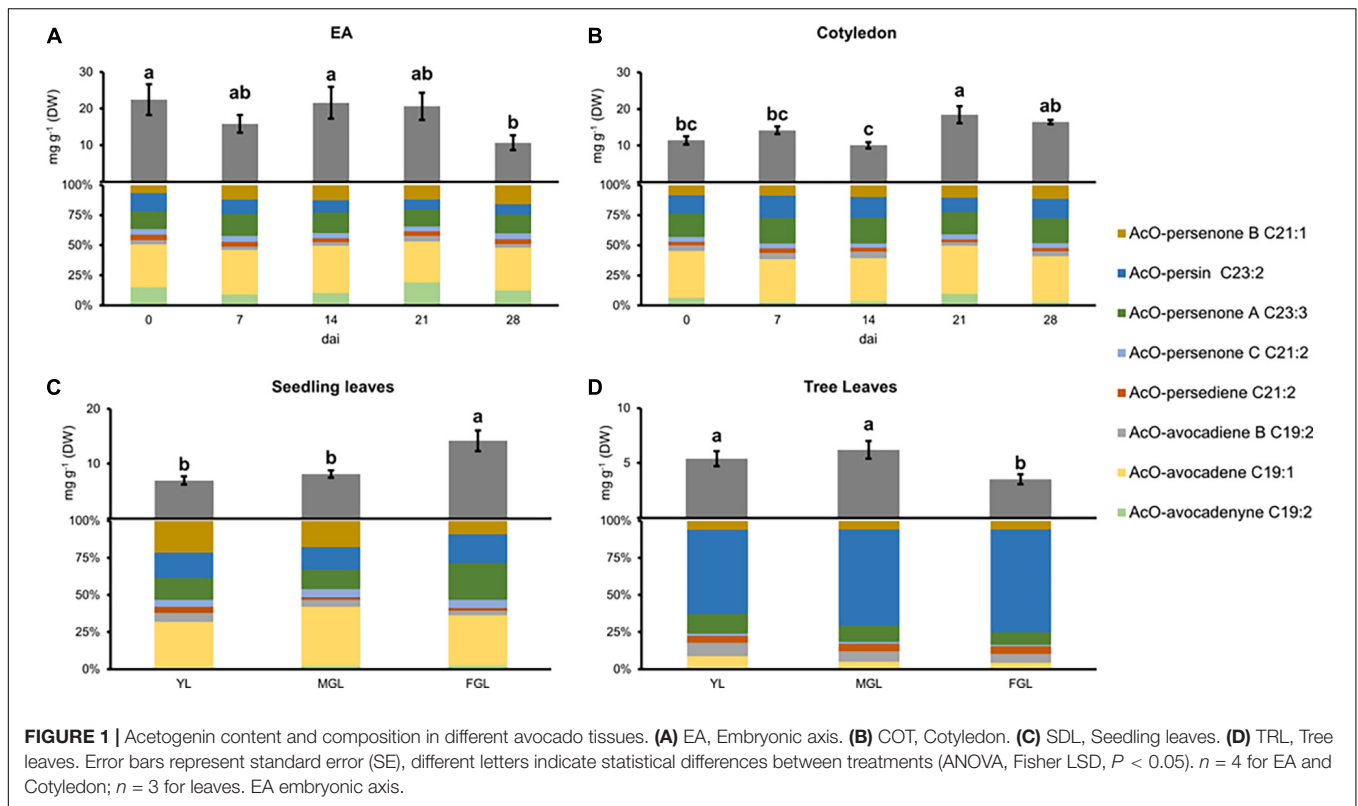 A
EA
mg g⁻¹ (DW)
30
20
10
a
ab
a
ab
b
100%
75%
50%
25%
0%
0
7
14
21
28
dai
B
Cotyledon
mg g⁻¹ (DW)
30
20
10
bc
bc
c
a
ab
100%
75%
50%
25%
0%
0
7
14
21
28
dai
C
Seedling leaves
mg g⁻¹ (DW)
20
10
b
b
a
100%
75%
50%
25%
0%
YL
MGL
FGL
D
Tree Leaves
mg g⁻¹ (DW)
10
5
a
a
b
100%
75%
50%
25%
0%
YL
MGL
FGL
AcO-persenone B C21:1
AcO-persin C23:2
AcO-persenone A C23:3
AcO-persenone C C21:2
AcO-persediene C21:2
AcO-avocadiene B C19:2
AcO-avocadene C19:1
AcO-avocadenyne C19:2
FIGURE 1 | Acetogenin content and composition in different avocado tissues. (A) EA, Embryonic axis. (B) COT, Cotyledon. (C) SDL, Seedling leaves. (D) TRL, Tree
leaves. Error bars represent standard error (SE), different letters indicate statistical differences between treatments (ANOVA, Fisher LSD, P < 0.05). n = 4 for EA and
Cotyledon; n = 3 for leaves. EA embryonic axis.